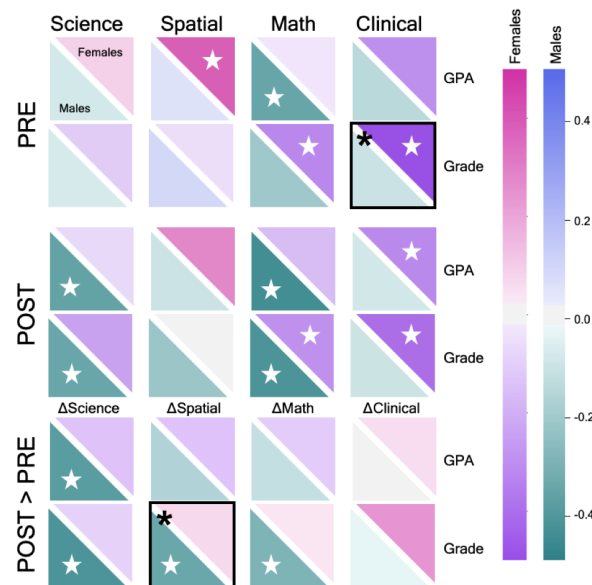 Science Spatial Math Clinical
Females
Males
GPA
Grade
PRE
*
GPA
Grade
POST
ΔScience ΔSpatial ΔMath ΔClinical
GPA
Grade
POST > PRE
*
Females
Males
0.4
0.2
0.0
-0.2
-0.4